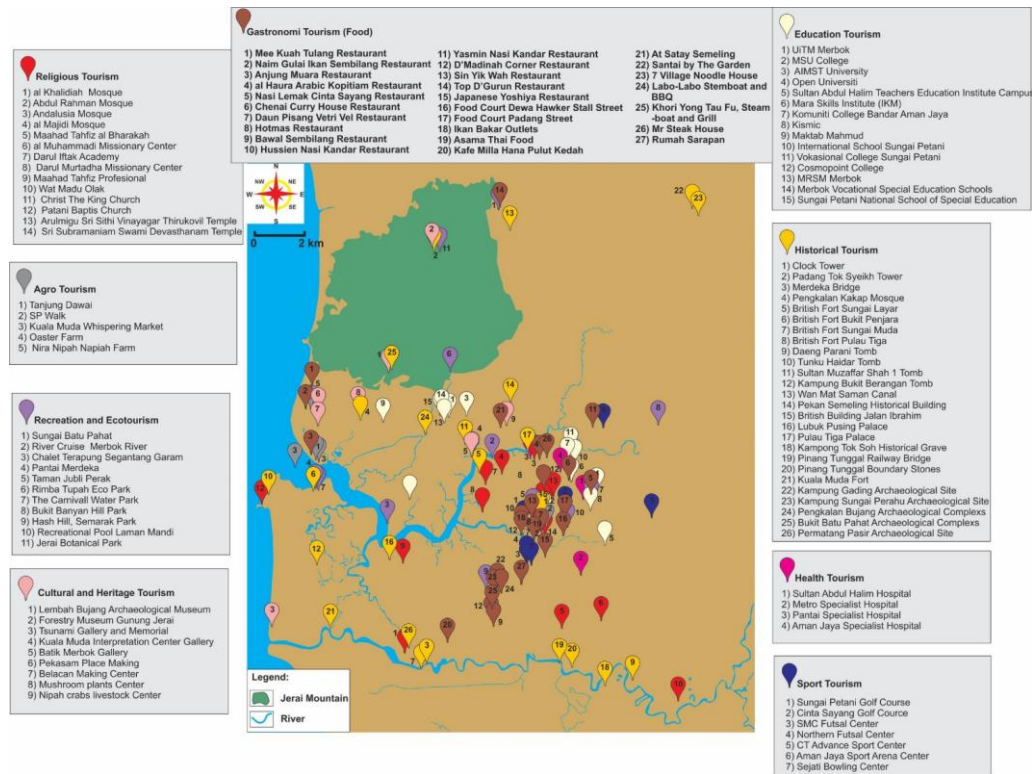 Gastronomi Tourism (Food)
1) Mee Kuah Tulang Restaurant
2) Naim Gulai Ikan Sembilang Restaurant
3) Anjung Muara Restaurant
4) al Haura Arabic Kopitiam Restaurant
5) Nasi Lemak Cinta Sayang Restaurant
6) Chenai Curry House Restaurant
7) Daun Pisang Vetri Vel Restaurant
8) Hotmas Restaurant
9) Bawal Sembilang Restaurant
10) Hussien Nasi Kandar Restaurant
11) Yasmin Nasi Kandar Restaurant
12) D'Madinah Corner Restaurant
13) Sin Yik Wah Restaurant
14) Top D'Gurun Restaurant
15) Japanese Yoshiya Restaurant
16) Food Court Dewa Hawker Stall Street
17) Food Court Padang Street
18) Ikan Bakar Outlets
19) Asama Thai Food
20) Kafe Milla Hana Pulut Kedah
21) At Satay Semeling
22) Santai by The Garden
23) 7 Village Noodle House
24) Labo-Labo Stemboat and
BBQ
25) Khori Yong Tau Fu, Steam
-boat and Grill
26) Mr Steak House
27) Rumah Sarapan
Religious Tourism
1) al Khalidiah Mosque
2) Abdul Rahman Mosque
3) Andalusia Mosque
4) al Majidi Mosque
5) Maahad Tahfiz al Bharakah
6) al Muhammadi Missionary Center
7) Darul Iftak Academy
8) Darul Murtadha Missionary Center
9) Maahad Tahfiz Profesional
10) Wat Madu Olak
11) Christ The King Church
12) Patani Baptis Church
13) Arulmigu Sri Sithi Vinayagar Thirukovil Temple
14) Sri Subramaniam Swami Devasthanam Temple
Agro Tourism
1) Tanjung Dawai
2) SP Walk
3) Kuala Muda Whispering Market
4) Oaster Farm
5) Nira Nipah Napiah Farm
Recreation and Ecotourism
1) Sungai Batu Pahat
2) River Cruise Merbok River
3) Chalet Terapung Segantang Garam
4) Pantai Merdeka
5) Taman Jubli Perak
6) Rimba Tupah Eco Park
7) The Carnivall Water Park
8) Bukit Banyan Hill Park
9) Hash Hill, Semarak Park
10) Recreational Pool Laman Mandi
11) Jerai Botanical Park
Cultural and Heritage Tourism
1) Lembah Bujang Archaeological Museum
2) Forestry Museum Gunung Jerai
3) Tsunami Gallery and Memorial
4) Kuala Muda Interpretation Center Gallery
5) Batik Merbok Gallery
6) Pekasam Place Making
7) Belacan Making Center
8) Mushroom plants Center
9) Nipah crabs livestock Center
N
NE
E
SE
S
SW
W
NW
0 2 km
Legend:
Jerai Mountain
River
Education Tourism
1) UiTM Merbok
2) MSU College
3) AIMST University
4) Open Universiti
5) Sultan Abdul Halim Teachers Education Institute Campus
6) Mara Skills Institute (IKM)
7) Komuniti College Bandar Aman Jaya
8) Kismic
9) Maktab Mahmud
10) International School Sungai Petani
11) Vokasional College Sungai Petani
12) Cosmopoint College
13) MRSM Merbok
14) Merbok Vocational Special Education Schools
15) Sungai Petani National School of Special Education
Historical Tourism
1) Clock Tower
2) Padang Tok Syeikh Tower
3) Merdeka Bridge
4) Pengkalan Kakap Mosque
5) British Fort Sungai Layar
6) British Fort Bukit Penjara
7) British Fort Sungai Muda
8) British Fort Pulau Tiga
9) Daeng Parani Tomb
10) Tunku Haidar Tomb
11) Sultan Muzaffar Shah 1 Tomb
12) Kampung Bukit Berangan Tomb
13) Wan Mat Saman Canal
14) Pekan Semeling Historical Building
15) British Building Jalan Ibrahim
16) Lubuk Pusing Palace
17) Pulau Tiga Palace
18) Kampung Tok Soh Historical Grave
19) Pinang Tunggal Railway Bridge
20) Pinang Tunggal Boundary Stones
21) Kuala Muda Fort
22) Kampung Gading Archaeological Site
23) Kampung Sungai Perahu Archaeological Site
24) Pengkalan Bujang Archaeological Complexs
25) Bukit Batu Pahat Archaeological Complexs
26) Permatang Pasir Archaeological Site
Health Tourism
1) Sultan Abdul Halim Hospital
2) Metro Specialist Hospital
3) Pantai Specialist Hospital
4) Aman Jaya Specialist Hospital
Sport Tourism
1) Sungai Petani Golf Course
2) Cinta Sayang Golf Cource
3) SMC Futsal Center
4) Northern Futsal Center
5) CT Advance Sport Center
6) Aman Jaya Sport Arena Center
7) Sejati Bowling Center